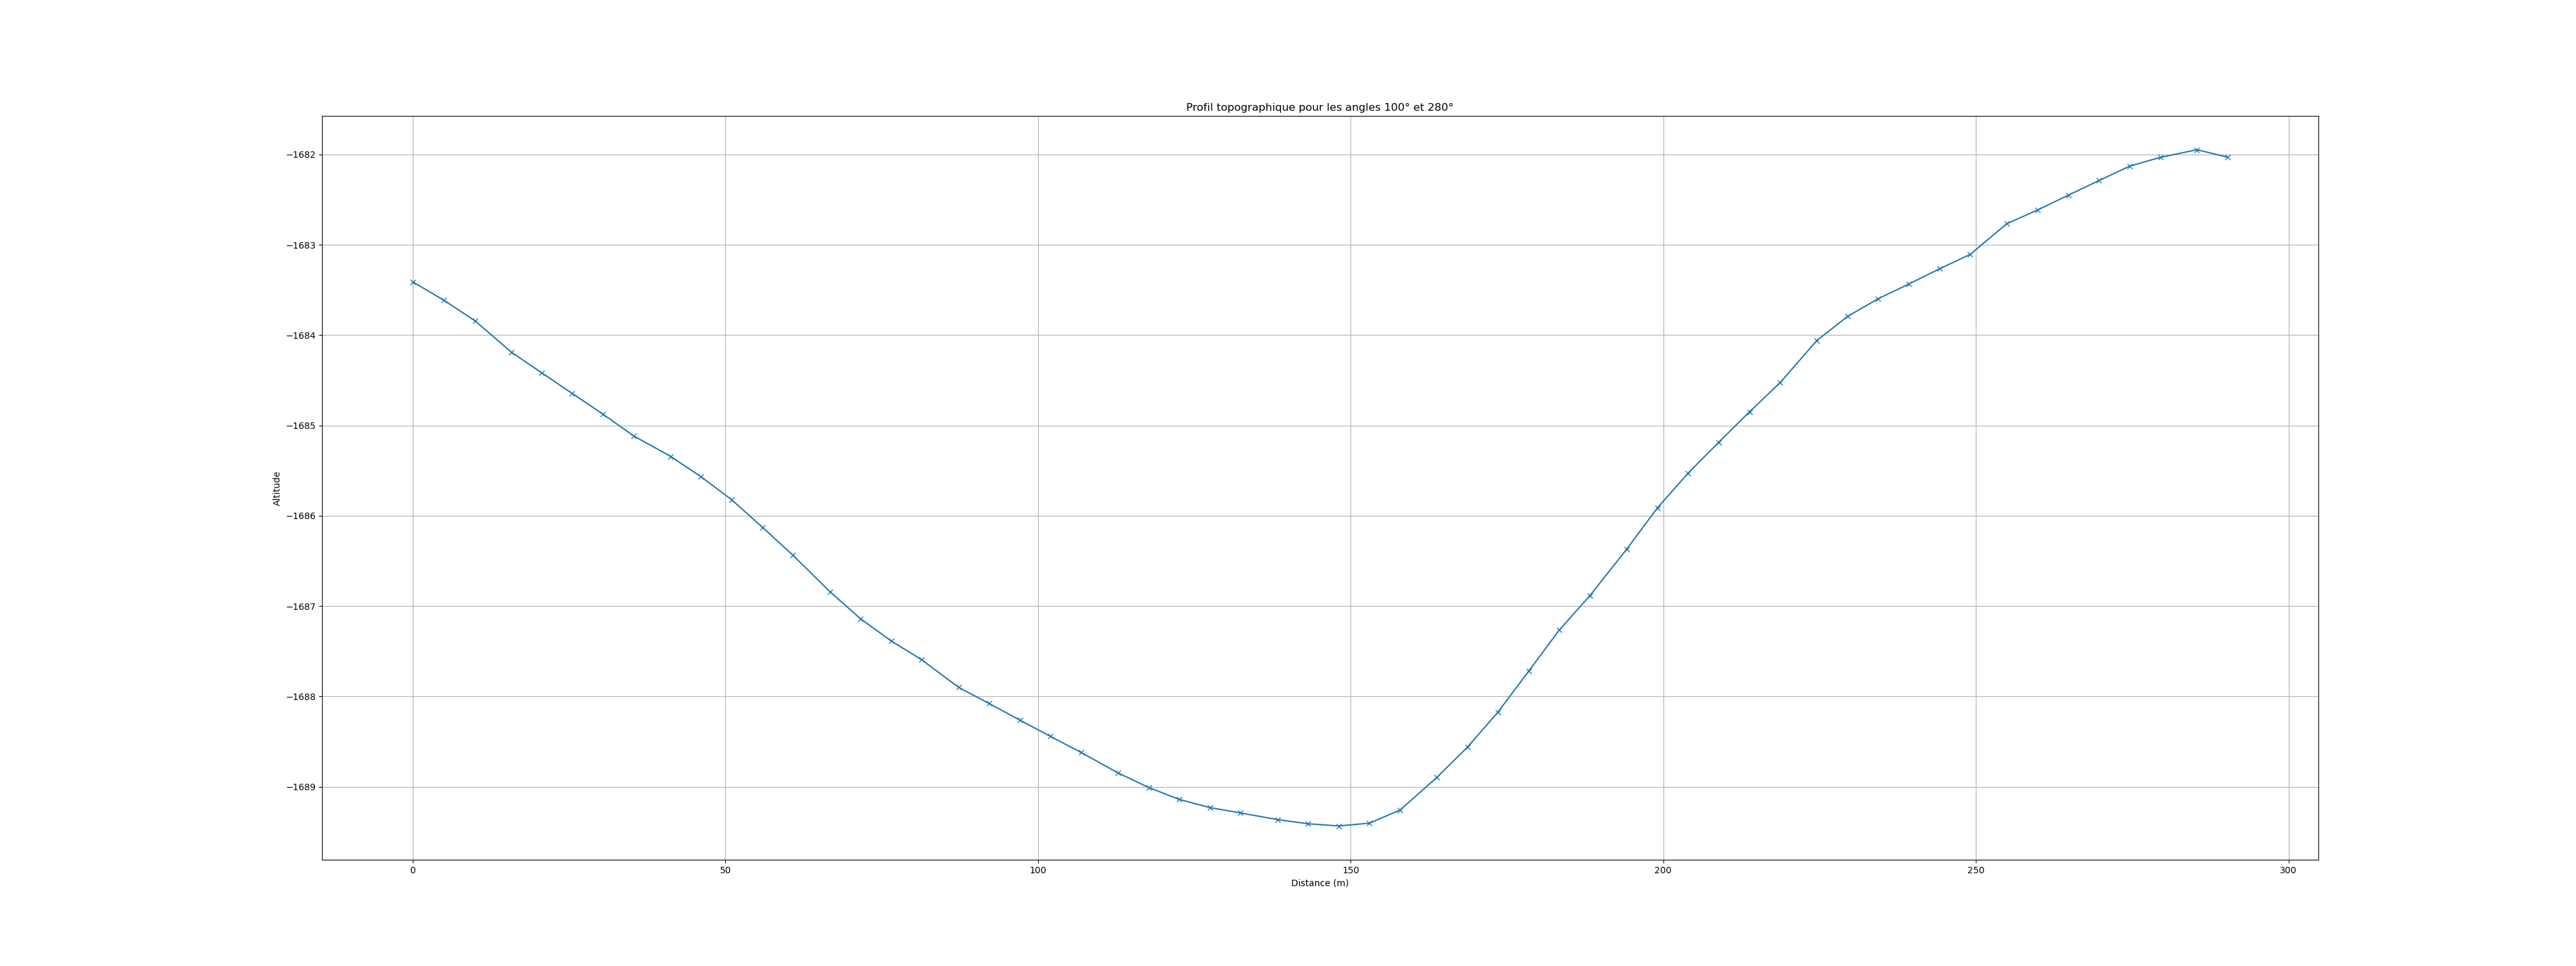 Profil topographique pour les angles 100° et 280°
−1682
−1683
−1684
−1685
−1686
−1687
−1688
−1689
Altitude
0 50 100 150 200 250 300
Distance (m)